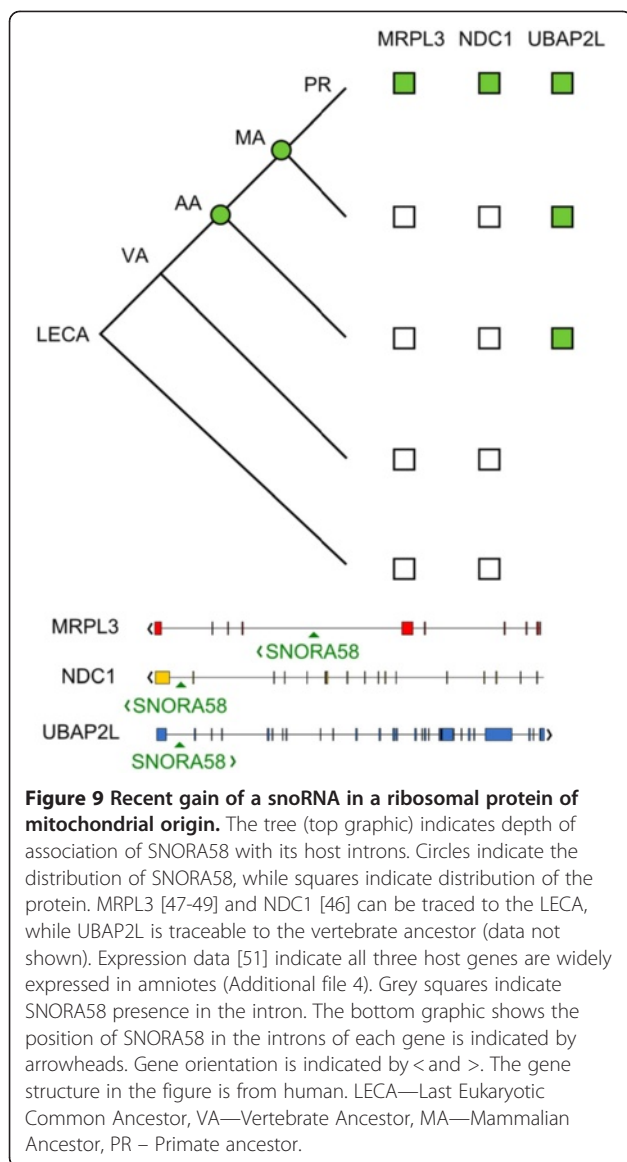 MRPL3 NDC1 UBAP2L
PR
MA
AA
VA
LECA
MRPL3
<SNORA58
NDC1
<SNORA58
UBAP2L
SNORA58>
Figure 9 Recent gain of a snoRNA in a ribosomal protein of
mitochondrial origin. The tree (top graphic) indicates depth of
association of SNORA58 with its host introns. Circles indicate the
distribution of SNORA58, while squares indicate distribution of the
protein. MRPL3 [47-49] and NDC1 [46] can be traced to the LECA,
while UBAP2L is traceable to the vertebrate ancestor (data not
shown). Expression data [51] indicate all three host genes are widely
expressed in amniotes (Additional file 4). Grey squares indicate
SNORA58 presence in the intron. The bottom graphic shows the
position of SNORA58 in the introns of each gene is indicated by
arrowheads. Gene orientation is indicated by < and >. The gene
structure in the figure is from human. LECA—Last Eukaryotic
Common Ancestor, VA—Vertebrate Ancestor, MA—Mammalian
Ancestor, PR – Primate ancestor.